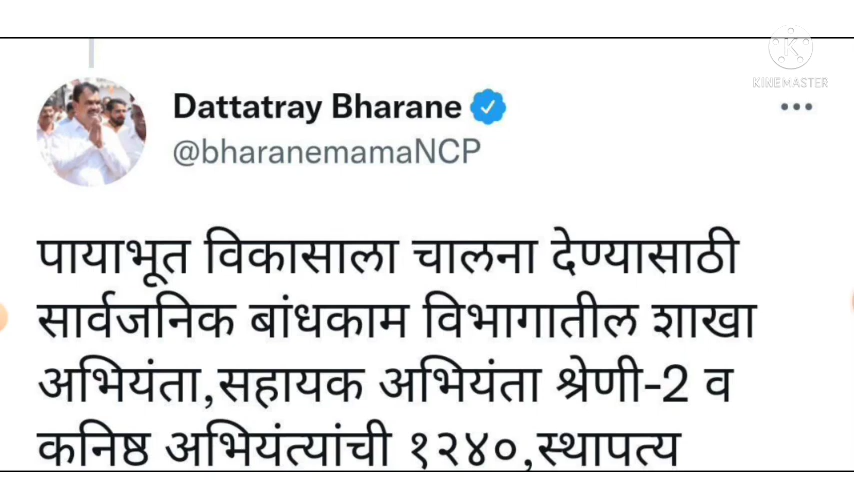 KINEMASTER
Dattatray Bharane
@bharanemamaNCP
पायाभूत विकासाला चालना देण्यासाठी
सार्वजनिक बांधकाम विभागातील शाखा
अभियंता,सहायक अभियंता श्रेणी-2 व
कनिष्ठ अभियंत्यांची १२४०,स्थापत्य